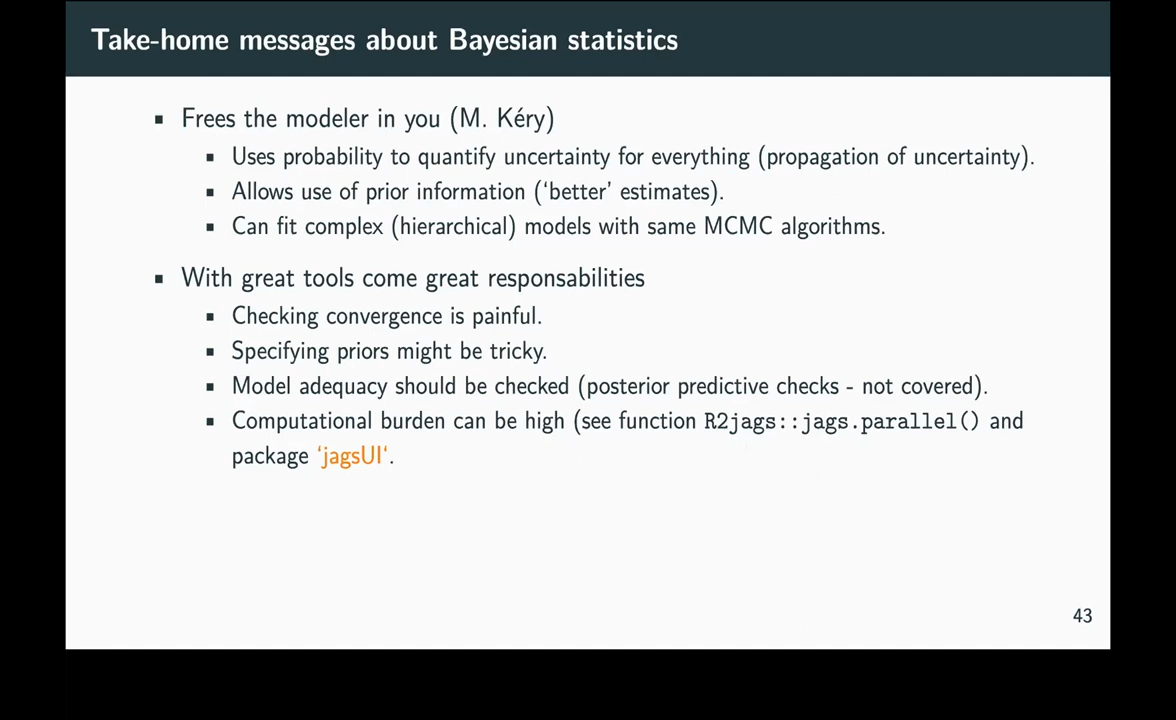 Take-home messages about Bayesian statistics
▪ Frees the modeler in you (M. Kéry)
▪ Uses probability to quantify uncertainty for everything (propagation of uncertainty).
▪ Allows use of prior information (‘better’ estimates).
▪ Can fit complex (hierarchical) models with same MCMC algorithms.
▪ With great tools come great responsabilities
▪ Checking convergence is painful.
▪ Specifying priors might be tricky.
▪ Model adequacy should be checked (posterior predictive checks - not covered).
▪ Computational burden can be high (see function R2jags::jags.parallel() and
package ‘jagsUI‘.
43